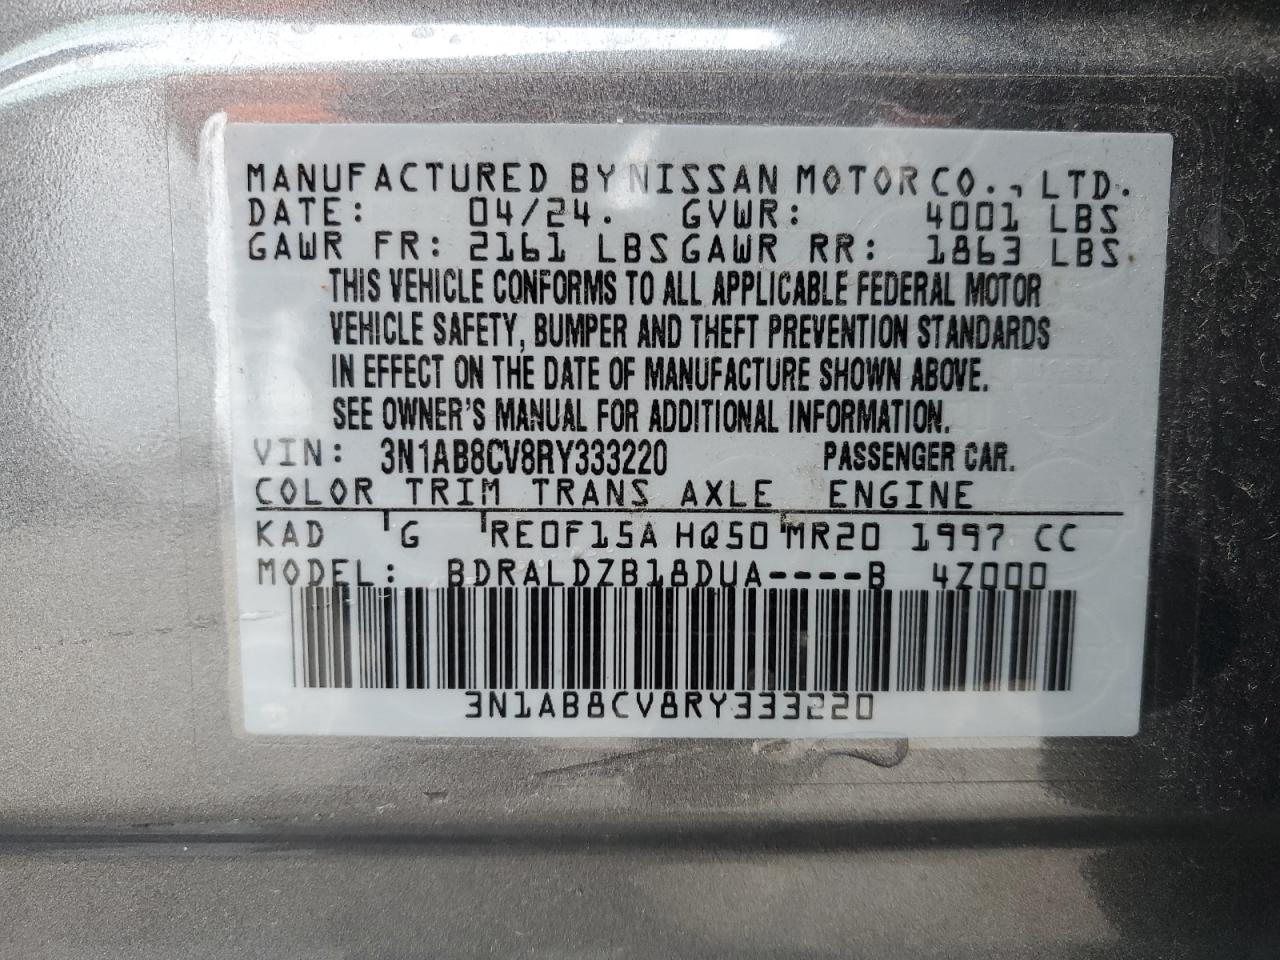 MANUFACTURED BY NISSAN MOTOR CO., LTD.
DATE: 04/24. GVWR: 4001 LBS
GAWR FR: 2161 LBS GAWR RR: 1863 LBS
THIS VEHICLE CONFORMS TO ALL APPLICABLE FEDERAL MOTOR
VEHICLE SAFETY, BUMPER AND THEFT PREVENTION STANDARDS
IN EFFECT ON THE DATE OF MANUFACTURE SHOWN ABOVE.
SEE OWNER'S MANUAL FOR ADDITIONAL INFORMATION.
VIN: 3N1AB8CV8RY333220 PASSENGER CAR.
COLOR TRIM TRANS AXLE ENGINE
KAD G RE0F15A HQ50 MR20 1997 CC
MODEL: BDRALDZB18DUA----B 4Z000
3N1AB8CV8RY333220